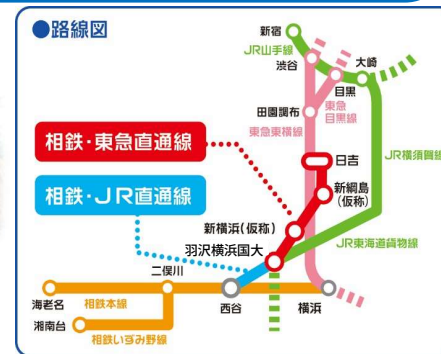 ●路線図
新宿
JR山手線
渋谷
大崎
目黒
田園調布
東急
目黒線
東急東横線
相鉄・東急直通線
日吉
JR横須賀線
相鉄・JR直通線
新綱島
(仮称)
新横浜(仮称)
羽沢横浜国大
JR東海道貨物線
二俣川
海老名
相鉄本線
西谷
横浜
湘南台
相鉄いずみ野線